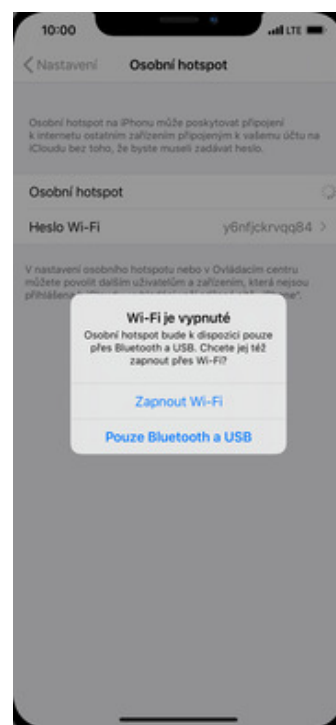 10:00
LTE
Nastavení
Osobní hotspot
Osobní hotspot na iPhonu může poskytovat připojení
k internetu ostatním zařízením připojeným k vašemu účtu na
iCloudu bez toho, že byste museli zadávat heslo.
Osobní hotspot
Heslo Wi-Fi
y6nfjckrvqq84
V nastavení osobního hotspotu nebo v Ovládacím centru
můžete povolit dalším uživatelům a zařízením, která nejsou
přihlášena
Wi-Fi je vypnuté
Osobní hotspot bude k dispozici pouze
přes Bluetooth a USB. Chcete jej též
zapnout přes Wi-Fi?
Zapnout Wi-Fi
Pouze Bluetooth a USB